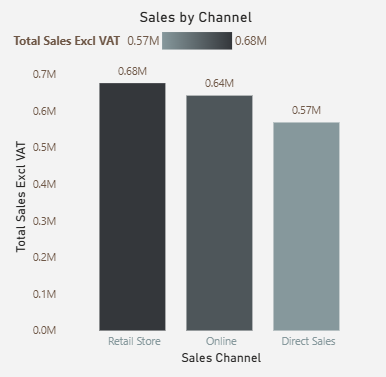 Sales by Channel
Total Sales Excl VAT 0.57M 0.68M
0.7M
0.6M
0.5M
0.4M
0.3M
0.2M
0.1M
0.0M
Total Sales Excl VAT
0.68M
0.64M
0.57M
Retail Store Online Direct Sales
Sales Channel